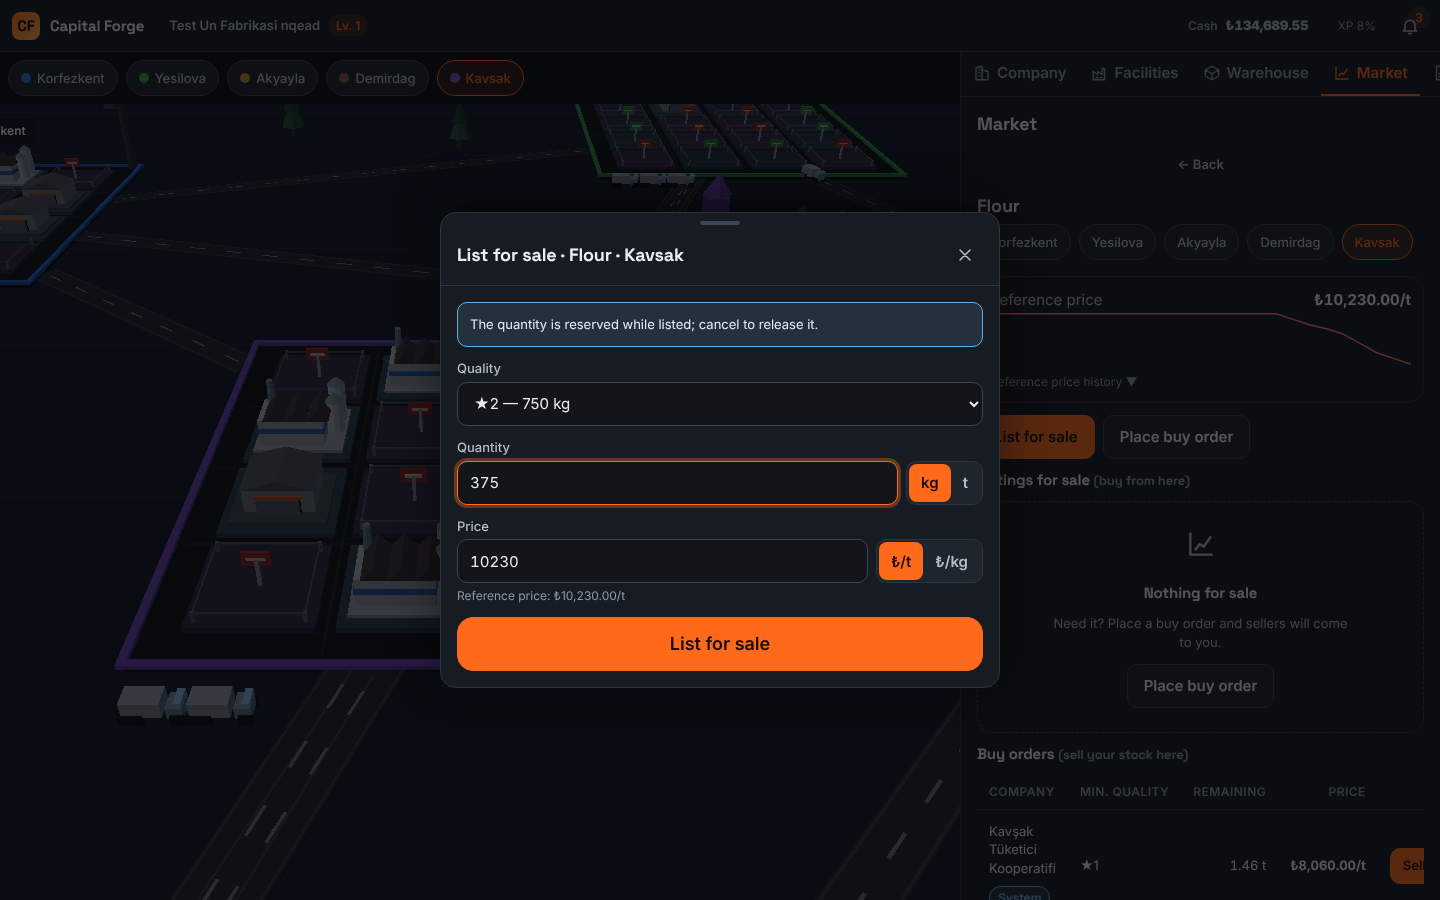 CF Capital Forge Test Un Fabrikasi nqead Lv. 1 Cash ₺134,689.55 XP 8% 3
Korfezkent Yesilova Akyayla Demirdag Kavsak
Company Facilities Warehouse Market
kent
Market
← Back
Flour
orfezkent Yesilova Akyayla Demirdag Kavsak
eference price ₺10,230.00/t
eference price history ▼
ist for sale Place buy order
tings for sale (buy from here)
Nothing for sale
Need it? Place a buy order and sellers will come
to you.
Place buy order
Buy orders (sell your stock here)
COMPANY MIN. QUALITY REMAINING PRICE
Kavşak
Tüketici
Kooperatifi ★1 1.46 t ₺8,060.00/t Sell
System
List for sale · Flour · Kavsak
The quantity is reserved while listed; cancel to release it.
Quality
★2 — 750 kg
Quantity
375 kg t
Price
10230 ₺/t ₺/kg
Reference price: ₺10,230.00/t
List for sale